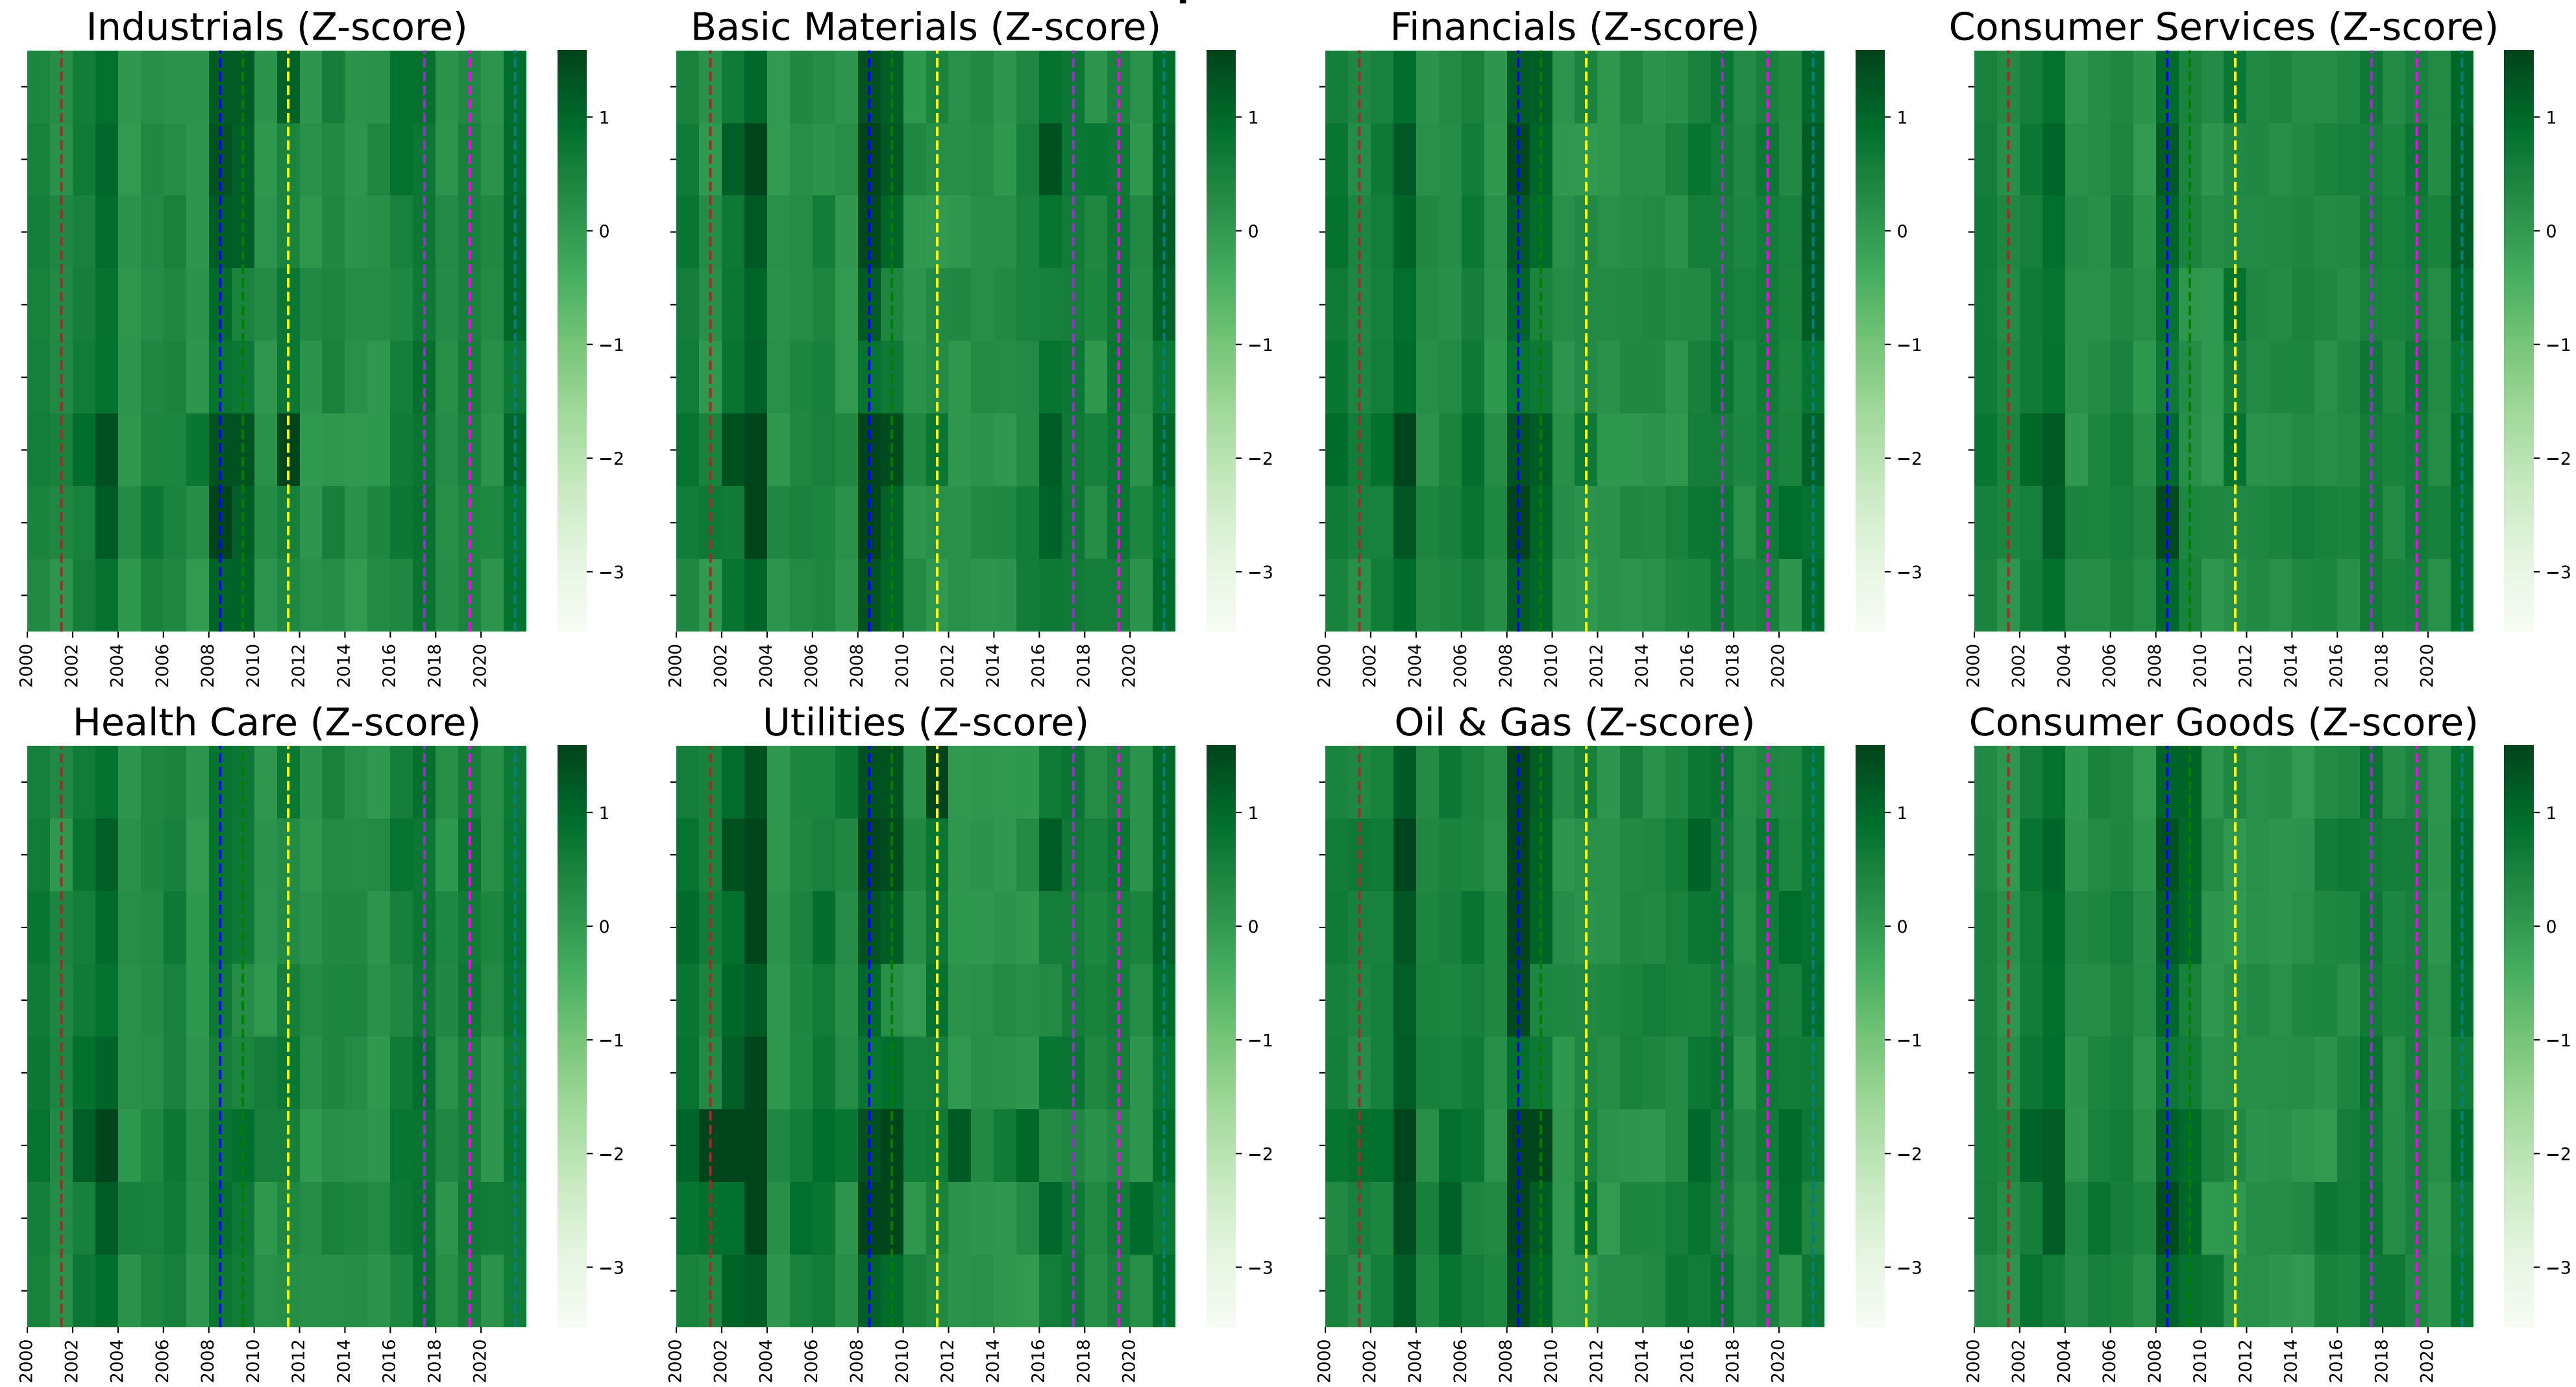 Industrials (Z-score)
1
0
−1
−2
−3
2000 2002 2004 2006 2008 2010 2012 2014 2016 2018 2020
Basic Materials (Z-score)
1
0
−1
−2
−3
2000 2002 2004 2006 2008 2010 2012 2014 2016 2018 2020
Financials (Z-score)
1
0
−1
−2
−3
2000 2002 2004 2006 2008 2010 2012 2014 2016 2018 2020
Consumer Services (Z-score)
1
0
−1
−2
−3
2000 2002 2004 2006 2008 2010 2012 2014 2016 2018 2020
Health Care (Z-score)
1
0
−1
−2
−3
2000 2002 2004 2006 2008 2010 2012 2014 2016 2018 2020
Utilities (Z-score)
1
0
−1
−2
−3
2000 2002 2004 2006 2008 2010 2012 2014 2016 2018 2020
Oil & Gas (Z-score)
1
0
−1
−2
−3
2000 2002 2004 2006 2008 2010 2012 2014 2016 2018 2020
Consumer Goods (Z-score)
1
0
−1
−2
−3
2000 2002 2004 2006 2008 2010 2012 2014 2016 2018 2020